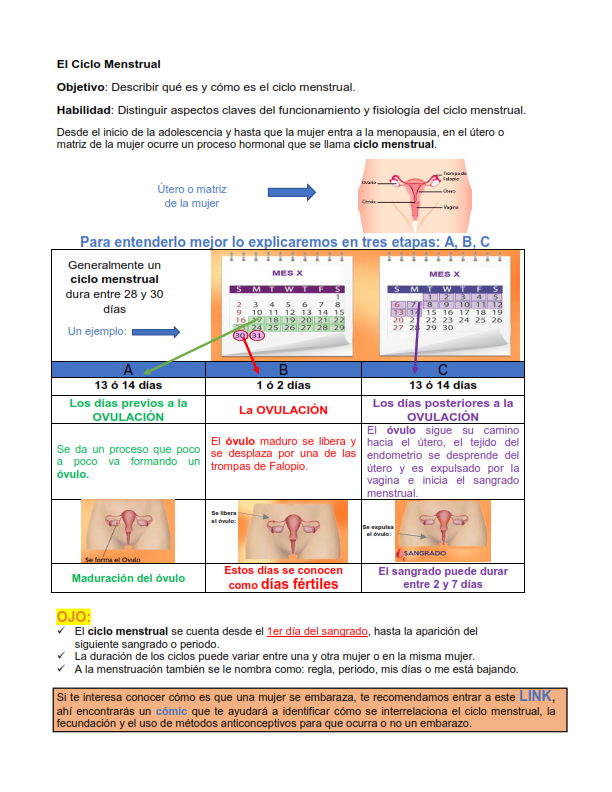 El Ciclo Menstrual
Objetivo: Describir qué es y cómo es el ciclo menstrual.
Habilidad: Distinguir aspectos claves del funcionamiento y fisiología del ciclo menstrual.
Desde el inicio de la adolescencia y hasta que la mujer entra a la menopausia, en el útero o
matriz de la mujer ocurre un proceso hormonal que se llama ciclo menstrual.
Útero o matriz
de la mujer
Ovario
Trompa de
Falopio
Útero
Cérvix
Vagina
Para entenderlo mejor lo explicaremos en tres etapas: A, B, C
Generalmente un
ciclo menstrual
dura entre 28 y 30
días
Un ejemplo:
MES X
S M T W T F S
1
2 3 4 5 6 7 8
9 10 11 12 13 14 15
16 17 18 19 20 21 22
23 24 25 26 27 28 29
30 31
MES X
S M T W T F S
1 2 3 4 5
6 7 8 9 10 11 12
13 14 15 16 17 18 19
20 21 22 23 24 25 26
27 28 29 30
A B C
13 ó 14 días 1 ó 2 días 13 ó 14 días
Los días previos a la
OVULACIÓN
La OVULACIÓN
Los días posteriores a la
OVULACIÓN
Se da un proceso que poco
a poco va formando un
óvulo.
El óvulo maduro se libera y
se desplaza por una de las
trompas de Falopio.
El óvulo sigue su camino
hacia el útero, el tejido del
endometrio se desprende del
útero y es expulsado por la
vagina e inicia el sangrado
menstrual.
Se forma el Ovulo
Se libera
el óvulo:
Se expulsa
el óvulo:
SANGRADO
Maduración del óvulo
Estos días se conocen
como días fértiles
El sangrado puede durar
entre 2 y 7 días
OJO:
✓ El ciclo menstrual se cuenta desde el 1er día del sangrado, hasta la aparición del
siguiente sangrado o periodo.
✓ La duración de los ciclos puede variar entre una y otra mujer o en la misma mujer.
✓ A la menstruación también se le nombra como: regla, periodo, mis días o me está bajando.
Si te interesa conocer cómo es que una mujer se embaraza, te recomendamos entrar a este LINK,
ahí encontrarás un cómic que te ayudará a identificar cómo se interrelaciona el ciclo menstrual, la
fecundación y el uso de métodos anticonceptivos para que ocurra o no un embarazo.